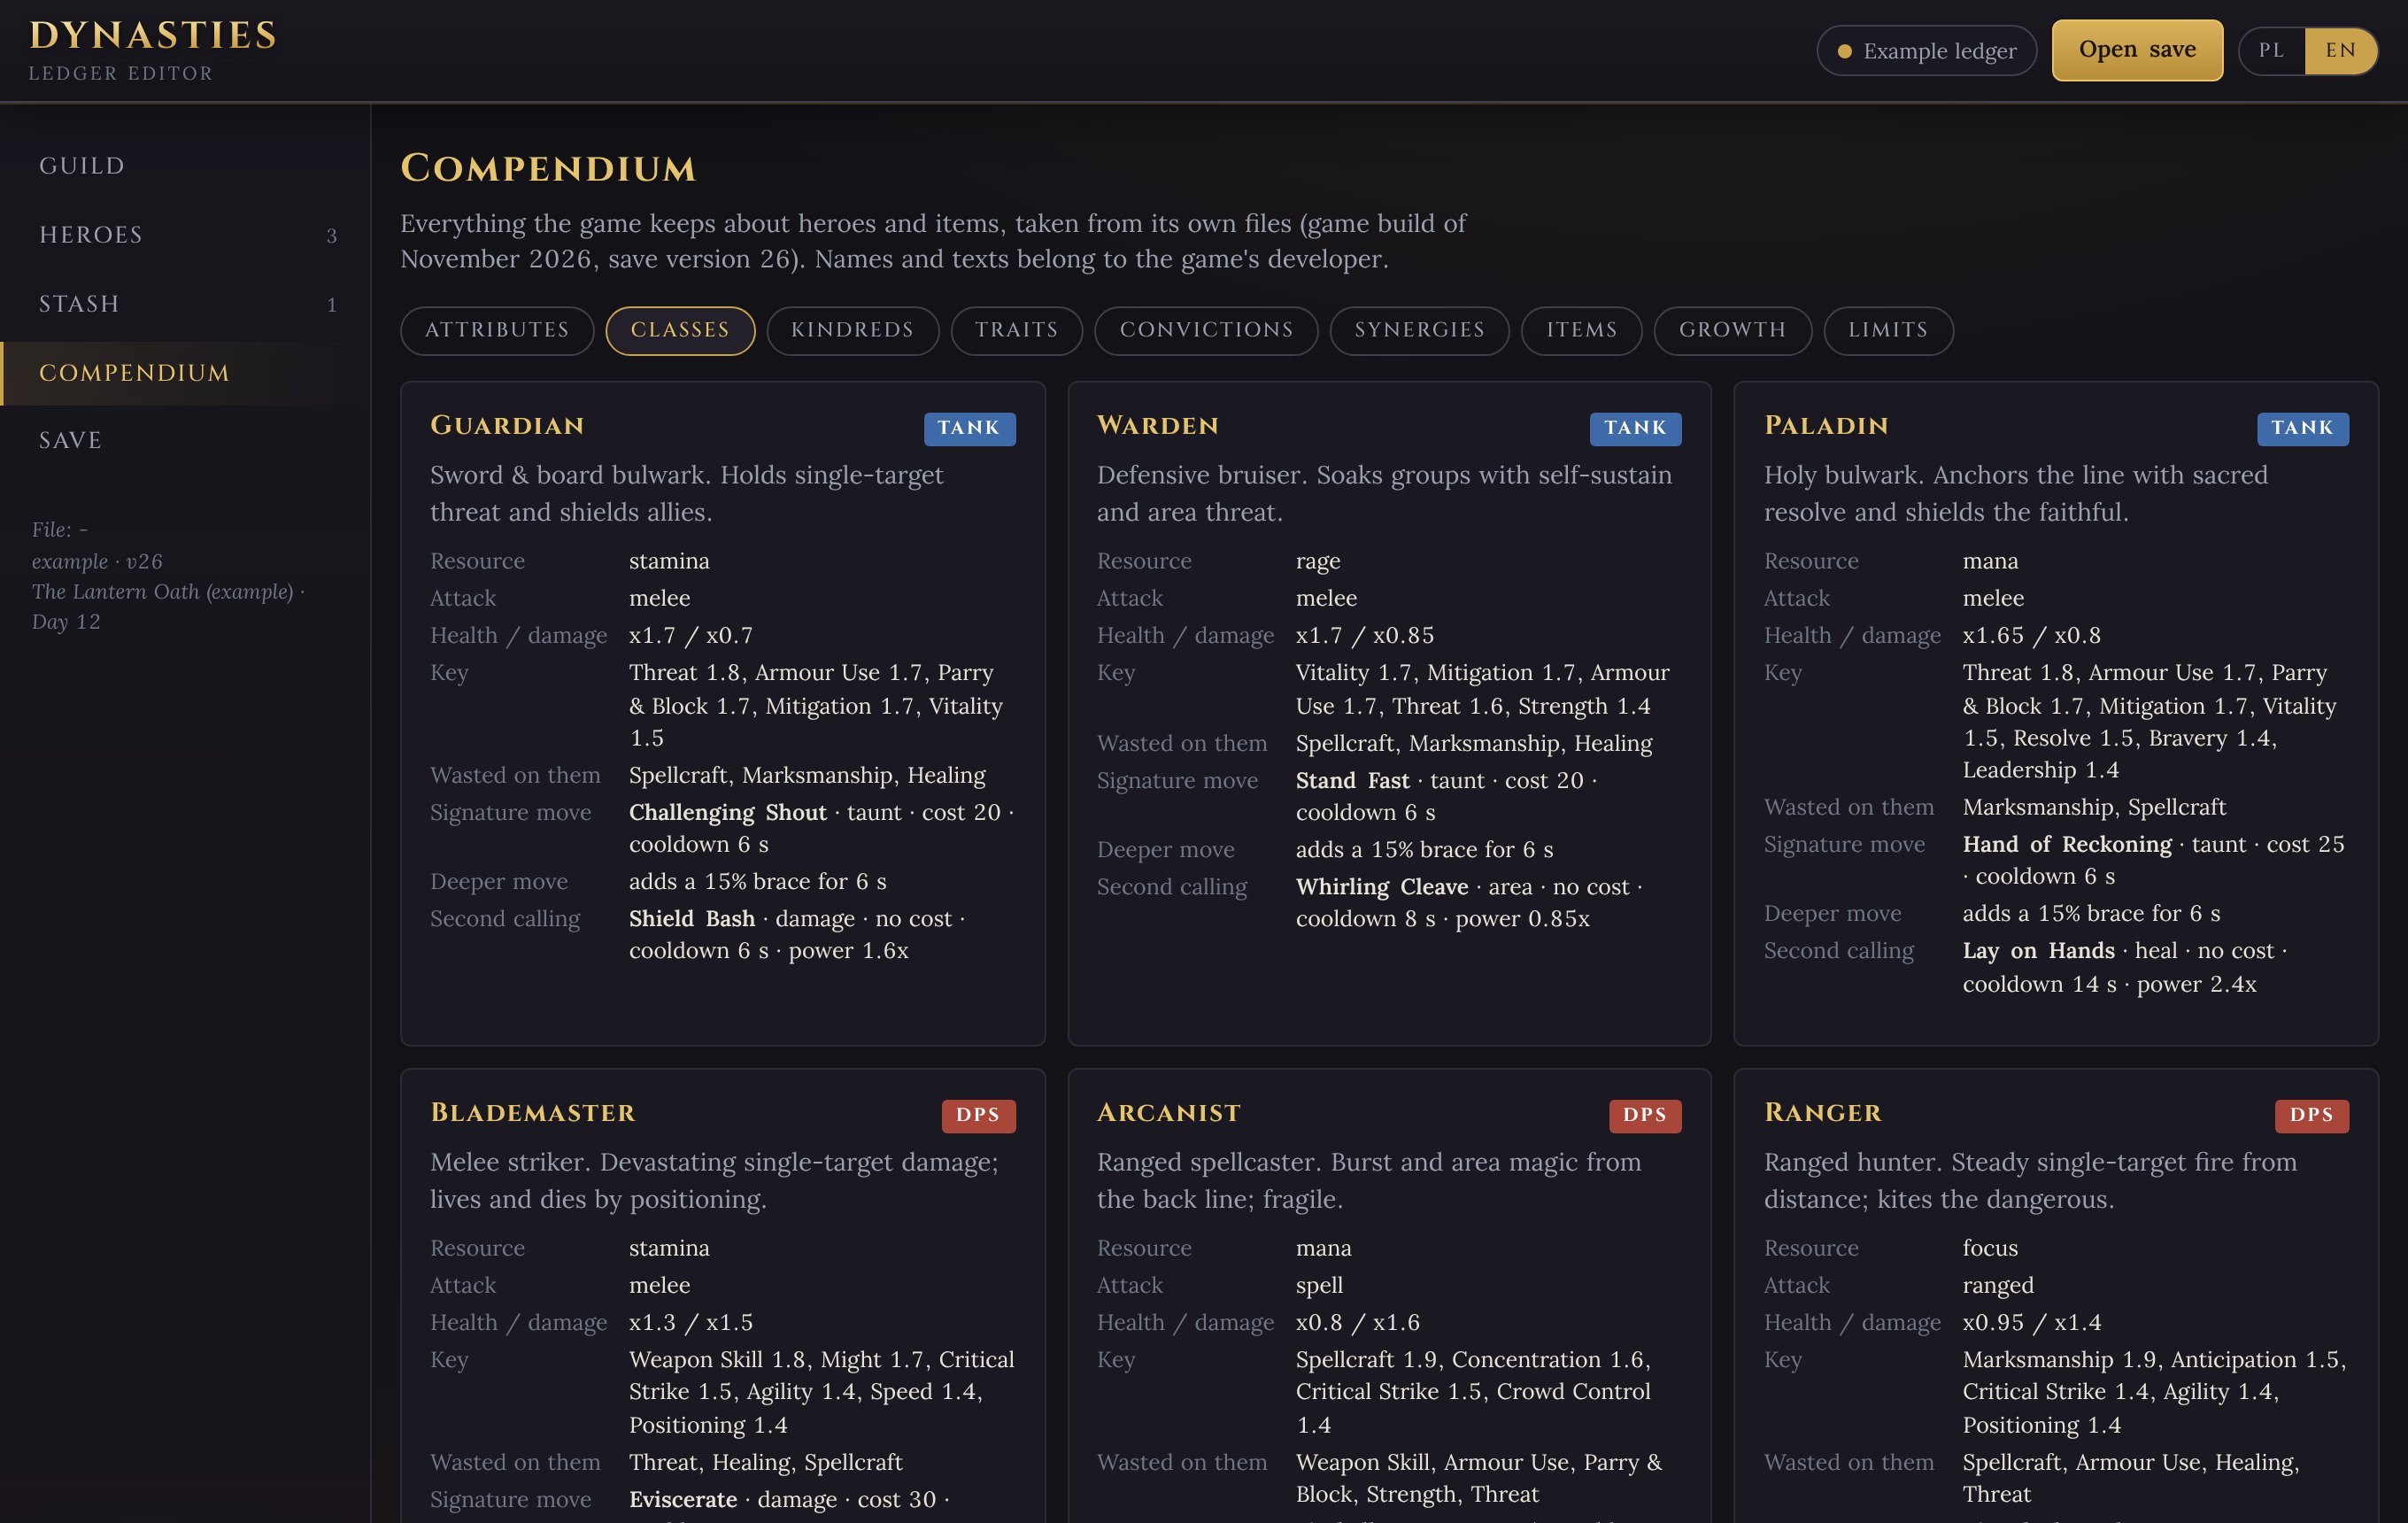 DYNASTIES
LEDGER EDITOR
Example ledger
Open save
PL
EN
GUILD
HEROES 3
STASH 1
COMPENDIUM
SAVE
File: -
example · v26
The Lantern Oath (example) ·
Day 12
COMPENDIUM
Everything the game keeps about heroes and items, taken from its own files (game build of
November 2026, save version 26). Names and texts belong to the game's developer.
ATTRIBUTES
CLASSES
KINDREDS
TRAITS
CONVICTIONS
SYNERGIES
ITEMS
GROWTH
LIMITS
GUARDIAN
TANK
Sword & board bulwark. Holds single-target
threat and shields allies.
Resource stamina
Attack melee
Health / damage x1.7 / x0.7
Key Threat 1.8, Armour Use 1.7, Parry
& Block 1.7, Mitigation 1.7, Vitality
1.5
Wasted on them Spellcraft, Marksmanship, Healing
Signature move Challenging Shout · taunt · cost 20 ·
cooldown 6 s
Deeper move adds a 15% brace for 6 s
Second calling Shield Bash · damage · no cost ·
cooldown 6 s · power 1.6x
WARDEN
TANK
Defensive bruiser. Soaks groups with self-sustain
and area threat.
Resource rage
Attack melee
Health / damage x1.7 / x0.85
Key Vitality 1.7, Mitigation 1.7, Armour
Use 1.7, Threat 1.6, Strength 1.4
Wasted on them Spellcraft, Marksmanship, Healing
Signature move Stand Fast · taunt · cost 20 ·
cooldown 6 s
Deeper move adds a 15% brace for 6 s
Second calling Whirling Cleave · area · no cost ·
cooldown 8 s · power 0.85x
PALADIN
TANK
Holy bulwark. Anchors the line with sacred
resolve and shields the faithful.
Resource mana
Attack melee
Health / damage x1.65 / x0.8
Key Threat 1.8, Armour Use 1.7, Parry
& Block 1.7, Mitigation 1.7, Vitality
1.5, Resolve 1.5, Bravery 1.4,
Leadership 1.4
Wasted on them Marksmanship, Spellcraft
Signature move Hand of Reckoning · taunt · cost 25
· cooldown 6 s
Deeper move adds a 15% brace for 6 s
Second calling Lay on Hands · heal · no cost ·
cooldown 14 s · power 2.4x
BLADEMASTER
DPS
Melee striker. Devastating single-target damage;
lives and dies by positioning.
Resource stamina
Attack melee
Health / damage x1.3 / x1.5
Key Weapon Skill 1.8, Might 1.7, Critical
Strike 1.5, Agility 1.4, Speed 1.4,
Positioning 1.4
Wasted on them Threat, Healing, Spellcraft
Signature move Eviscerate · damage · cost 30 ·
ARCANIST
DPS
Ranged spellcaster. Burst and area magic from
the back line; fragile.
Resource mana
Attack spell
Health / damage x0.8 / x1.6
Key Spellcraft 1.9, Concentration 1.6,
Critical Strike 1.5, Crowd Control
1.4
Wasted on them Weapon Skill, Armour Use, Parry &
Block, Strength, Threat
RANGER
DPS
Ranged hunter. Steady single-target fire from
distance; kites the dangerous.
Resource focus
Attack ranged
Health / damage x0.95 / x1.4
Key Marksmanship 1.9, Anticipation 1.5,
Critical Strike 1.4, Agility 1.4,
Positioning 1.4
Wasted on them Spellcraft, Armour Use, Healing,
Threat